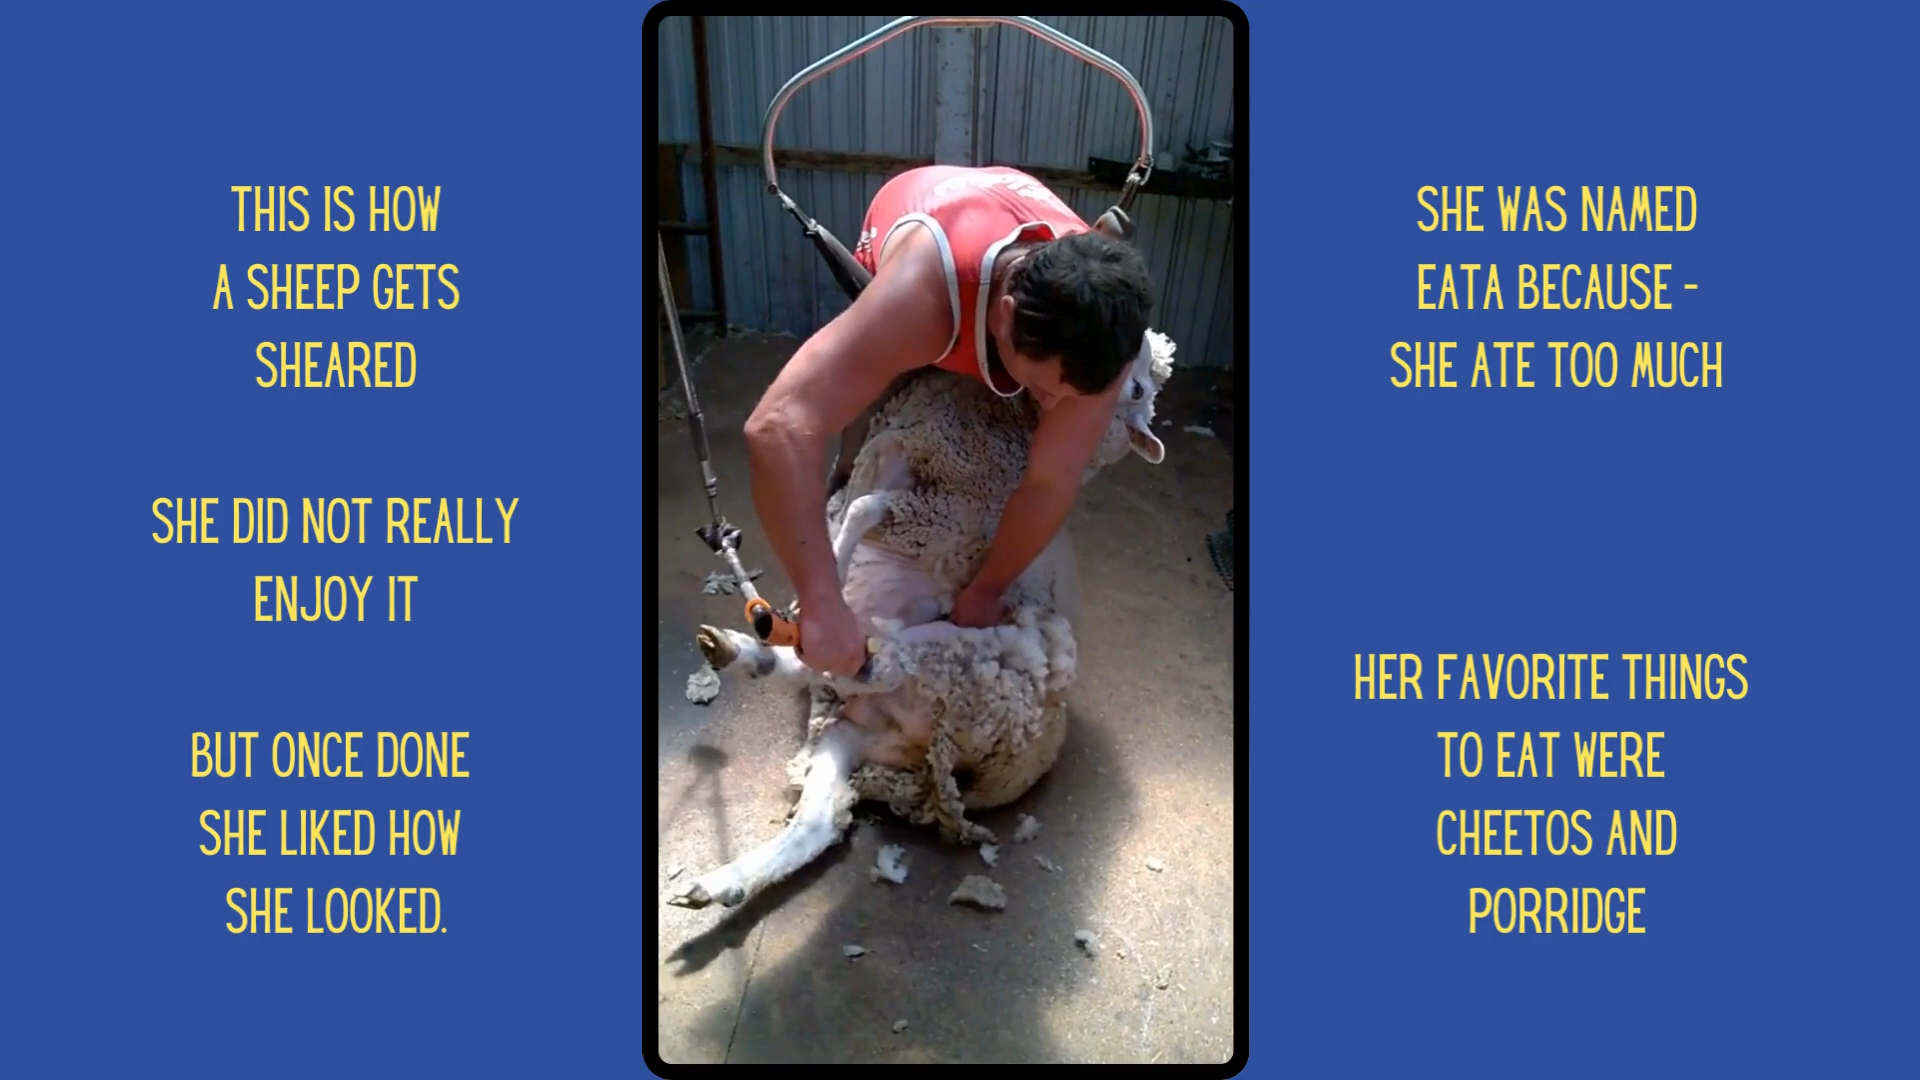 THIS IS HOW
A SHEEP GETS
SHEARED
SHE DID NOT REALLY
ENJOY IT
BUT ONCE DONE
SHE LIKED HOW
SHE LOOKED.
SHE WAS NAMED
EATA BECAUSE -
SHE ATE TOO MUCH
HER FAVORITE THINGS
TO EAT WERE
CHEETOS AND
PORRIDGE